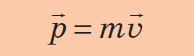 p⃗ = mv⃗